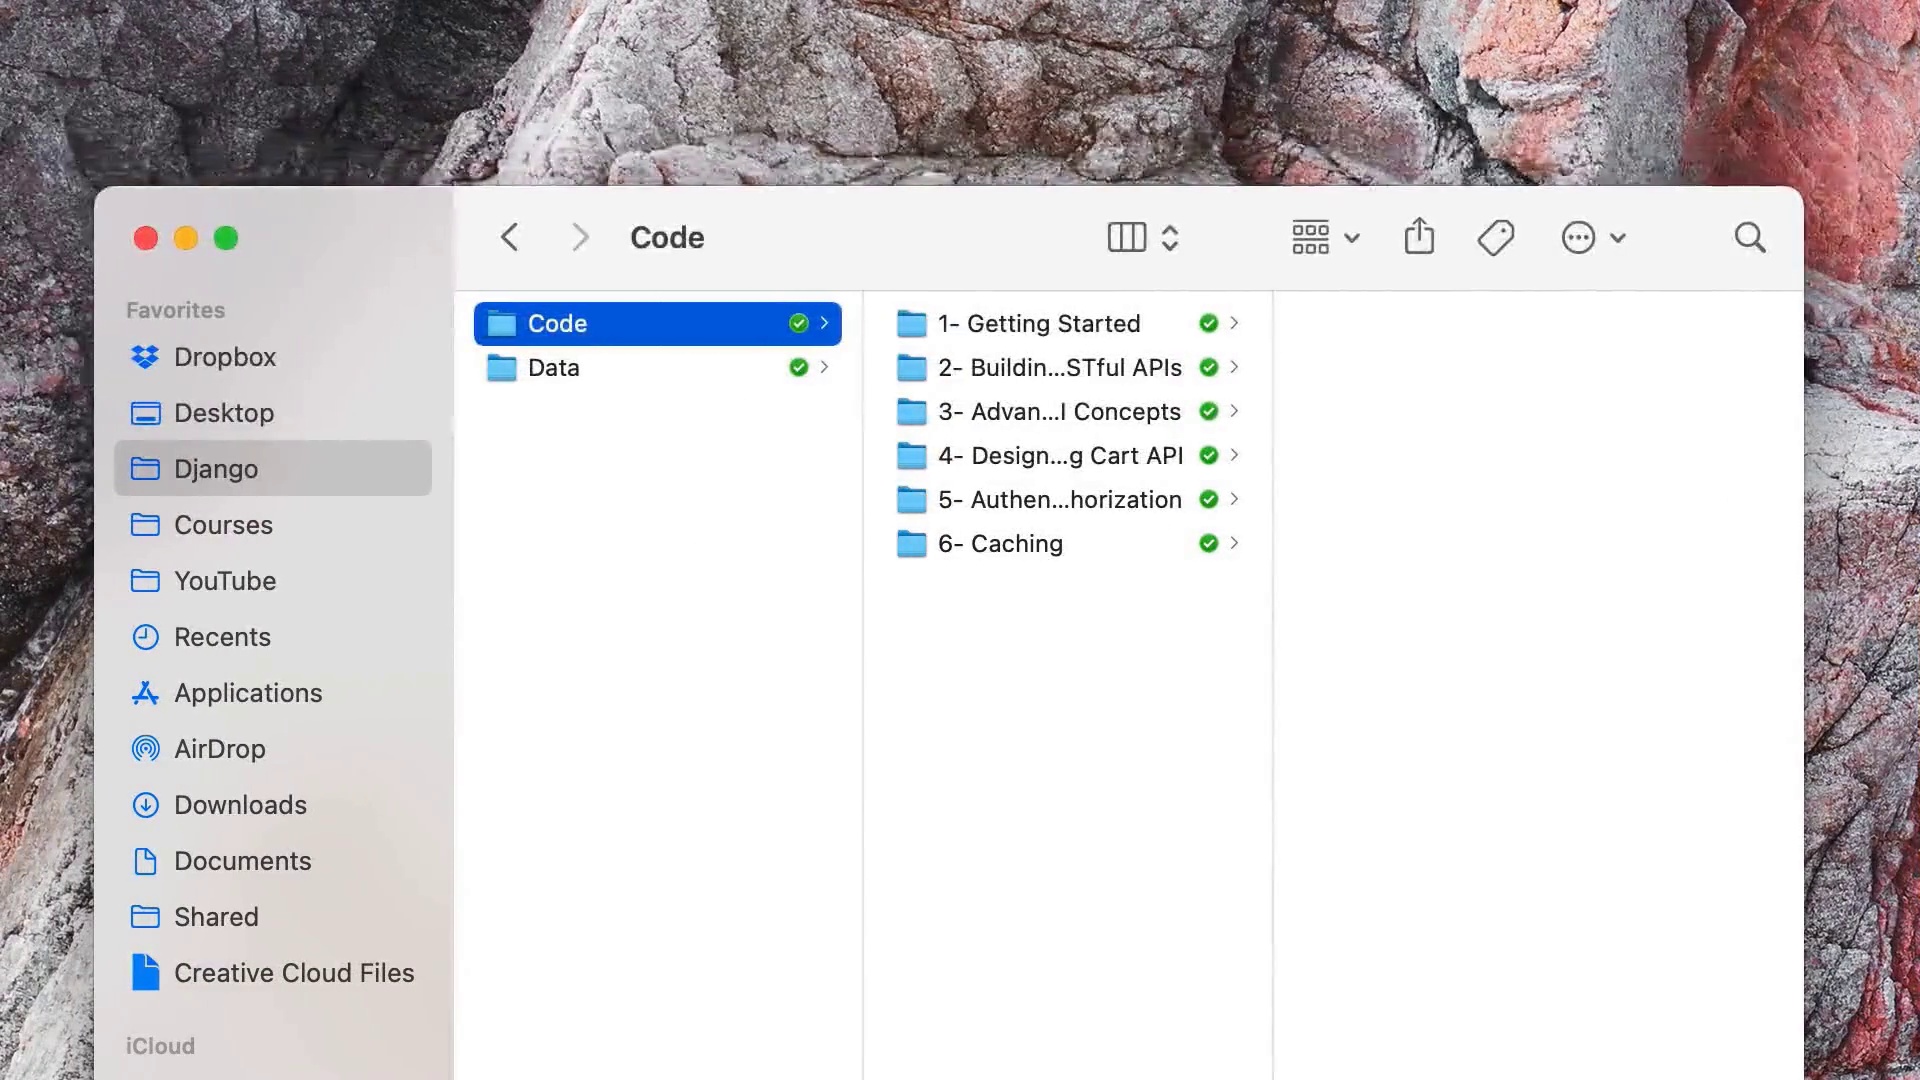 Code
Favorites
Dropbox
Desktop
Django
Courses
YouTube
Recents
Applications
AirDrop
Downloads
Documents
Shared
Creative Cloud Files
iCloud
Code
Data
1- Getting Started
2- Buildin...STful APIs
3- Advan...I Concepts
4- Design...g Cart API
5- Authen...horization
6- Caching